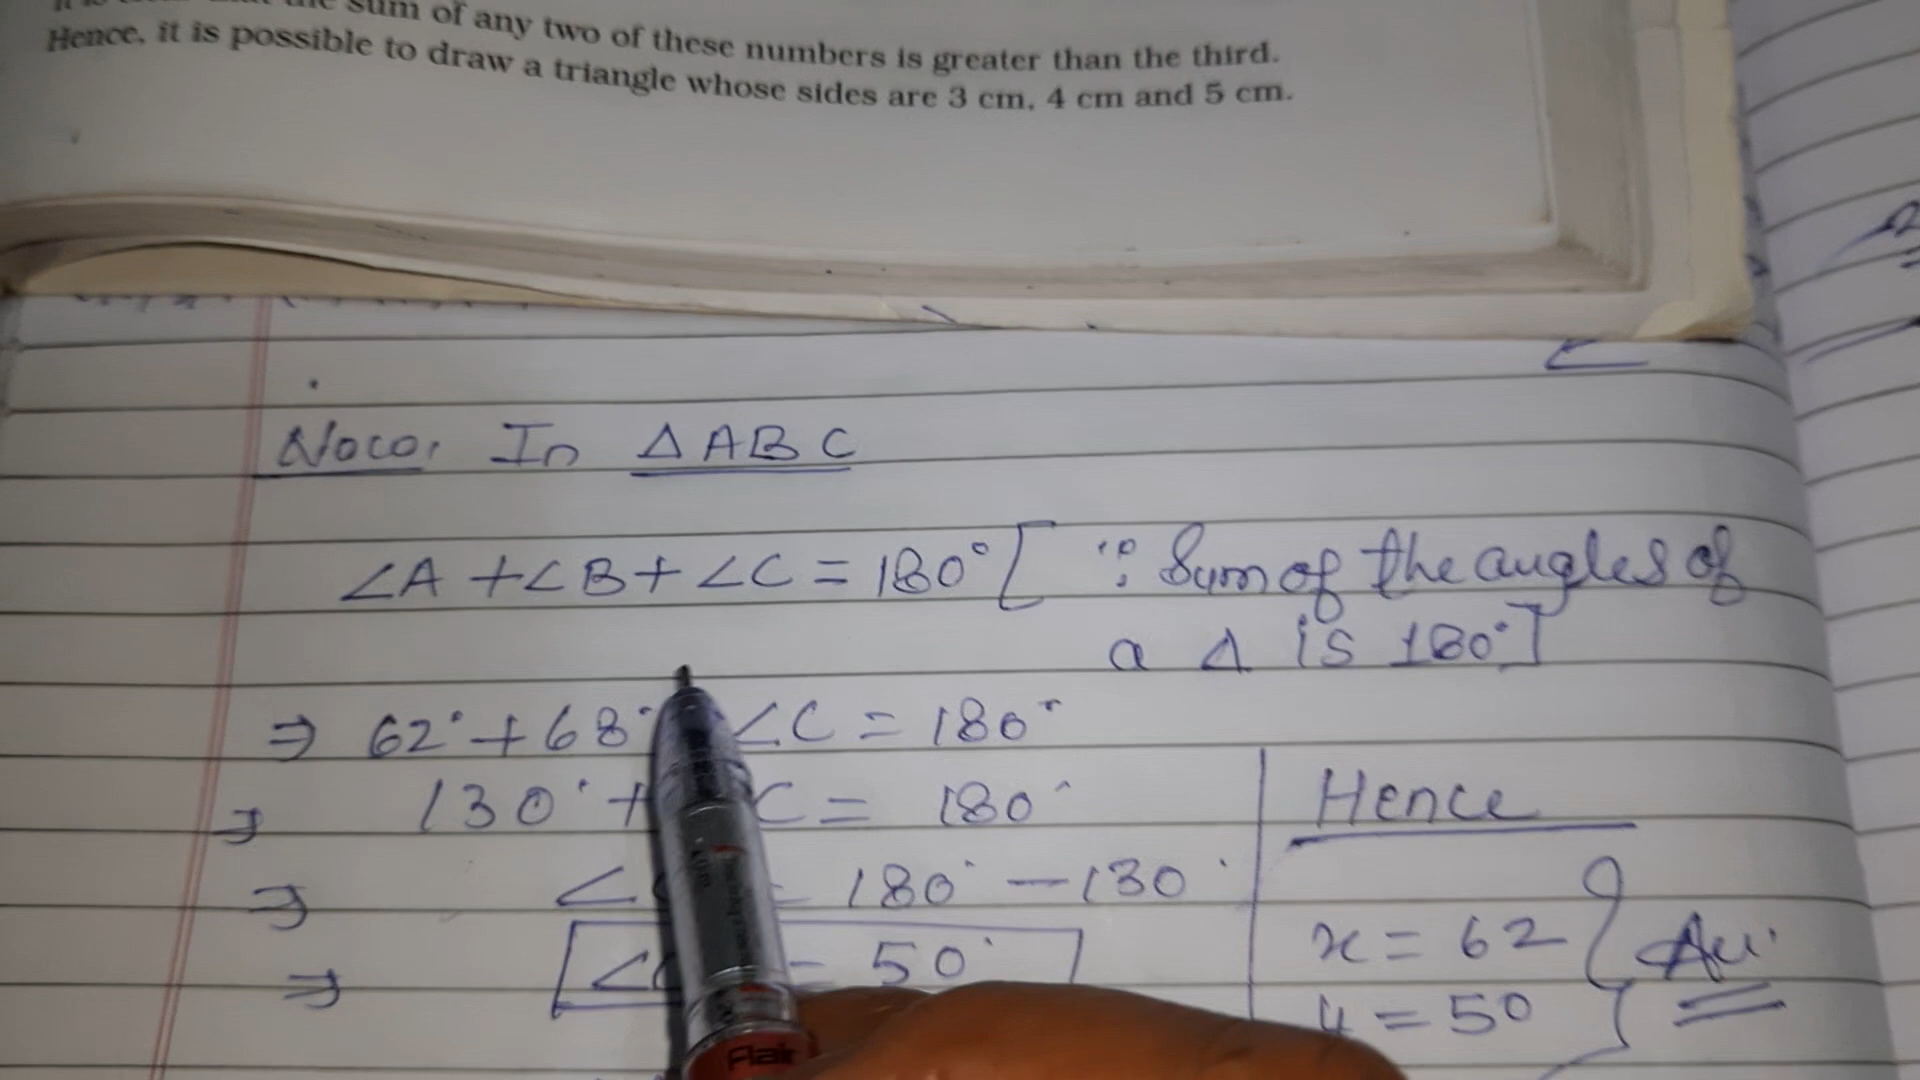 sum of any two of these numbers is greater than the third.
Hence, it is possible to draw a triangle whose sides are 3 cm, 4 cm and 5 cm.
Now, In ΔABC
∠A + ∠B + ∠C = 180° [∵ Sum of the angles of
a Δ is 180°]
⇒ 62° + 68° ∠C = 180°
⇒ 130° + C = 180°
⇒ ∠C = 180° - 130°
⇒ ∠C = 50°
Hence
x = 62
y = 50
Flair